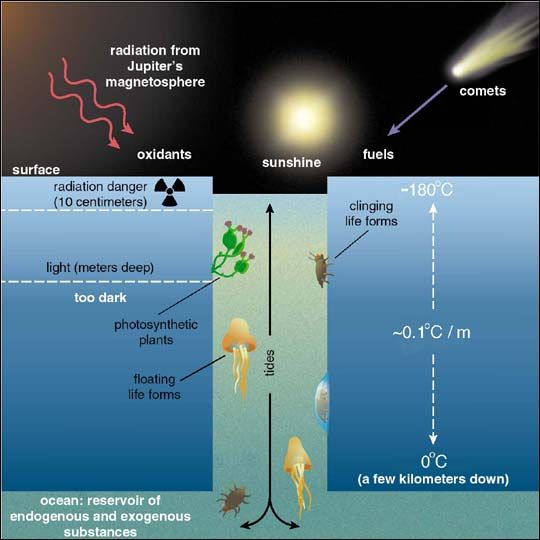 radiation from
Jupiter's
magnetosphere
comets
oxidants
sunshine
fuels
surface
radiation danger
(10 centimeters)
~180°C
clinging
life forms
light (meters deep)
too dark
photosynthetic
plants
~0.1°C / m
tides
floating
life forms
0°C
(a few kilometers down)
ocean: reservoir of
endogenous and exogenous
substances